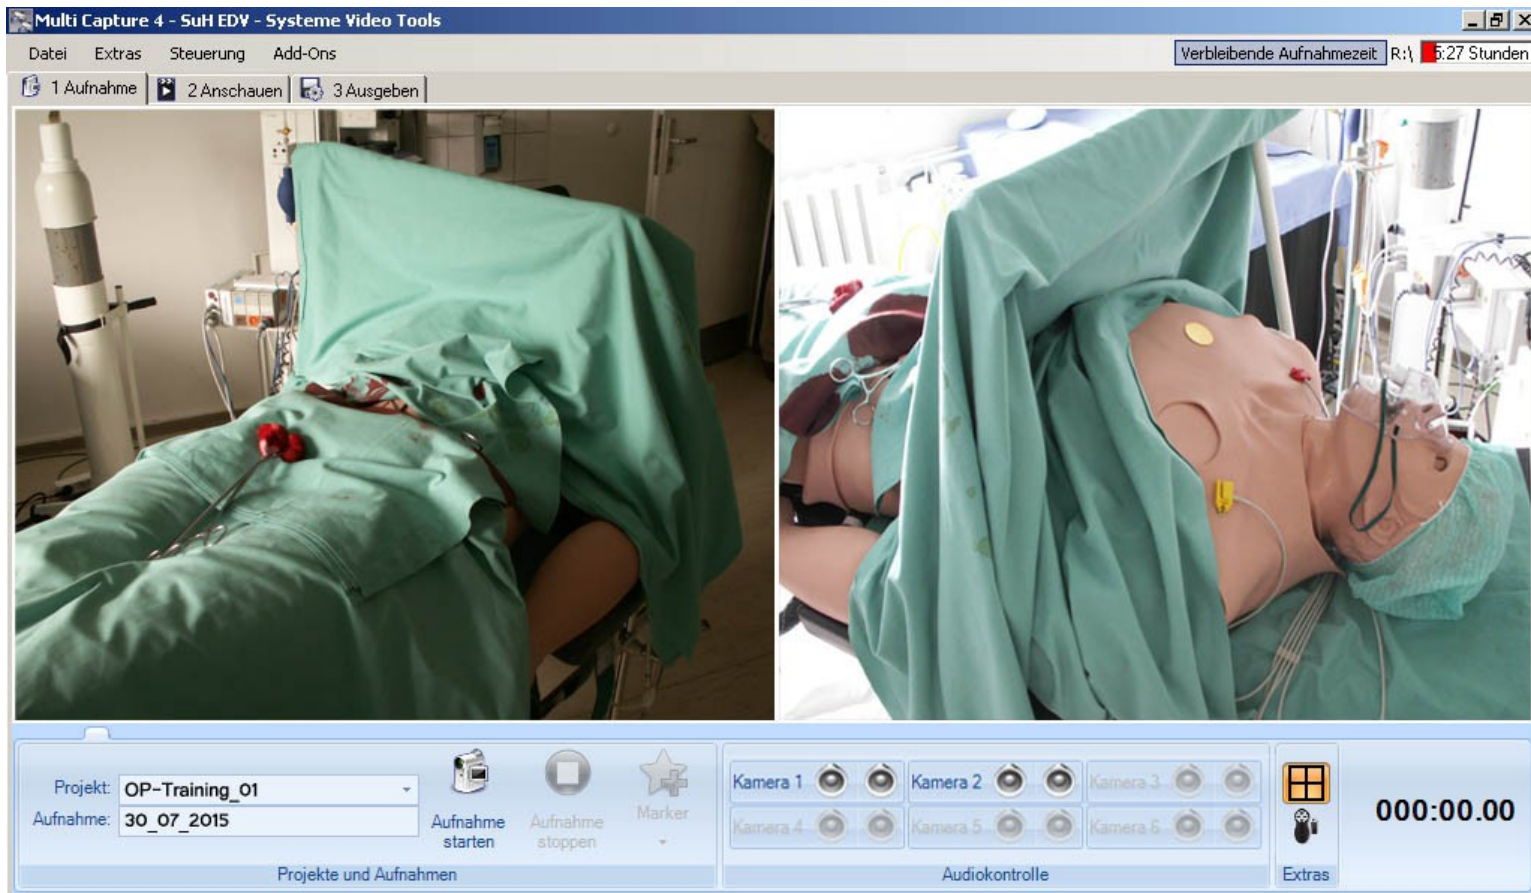 Multi Capture 4 - SuH EDV - Systeme Video Tools
Datei Extras Steuerung Add-Ons
Verbleibende Aufnahmezeit R:\ 5:27 Stunden
1 Aufnahme 2 Anschauen 3 Ausgeben
Projekt: OP-Training_01
Aufnahme: 30_07_2015
Aufnahme starten
Aufnahme stoppen
Marker
Projekte und Aufnahmen
Kamera 1 Kamera 2 Kamera 3
Kamera 4 Kamera 5 Kamera 6
Audiokontrolle
Extras
000:00.00